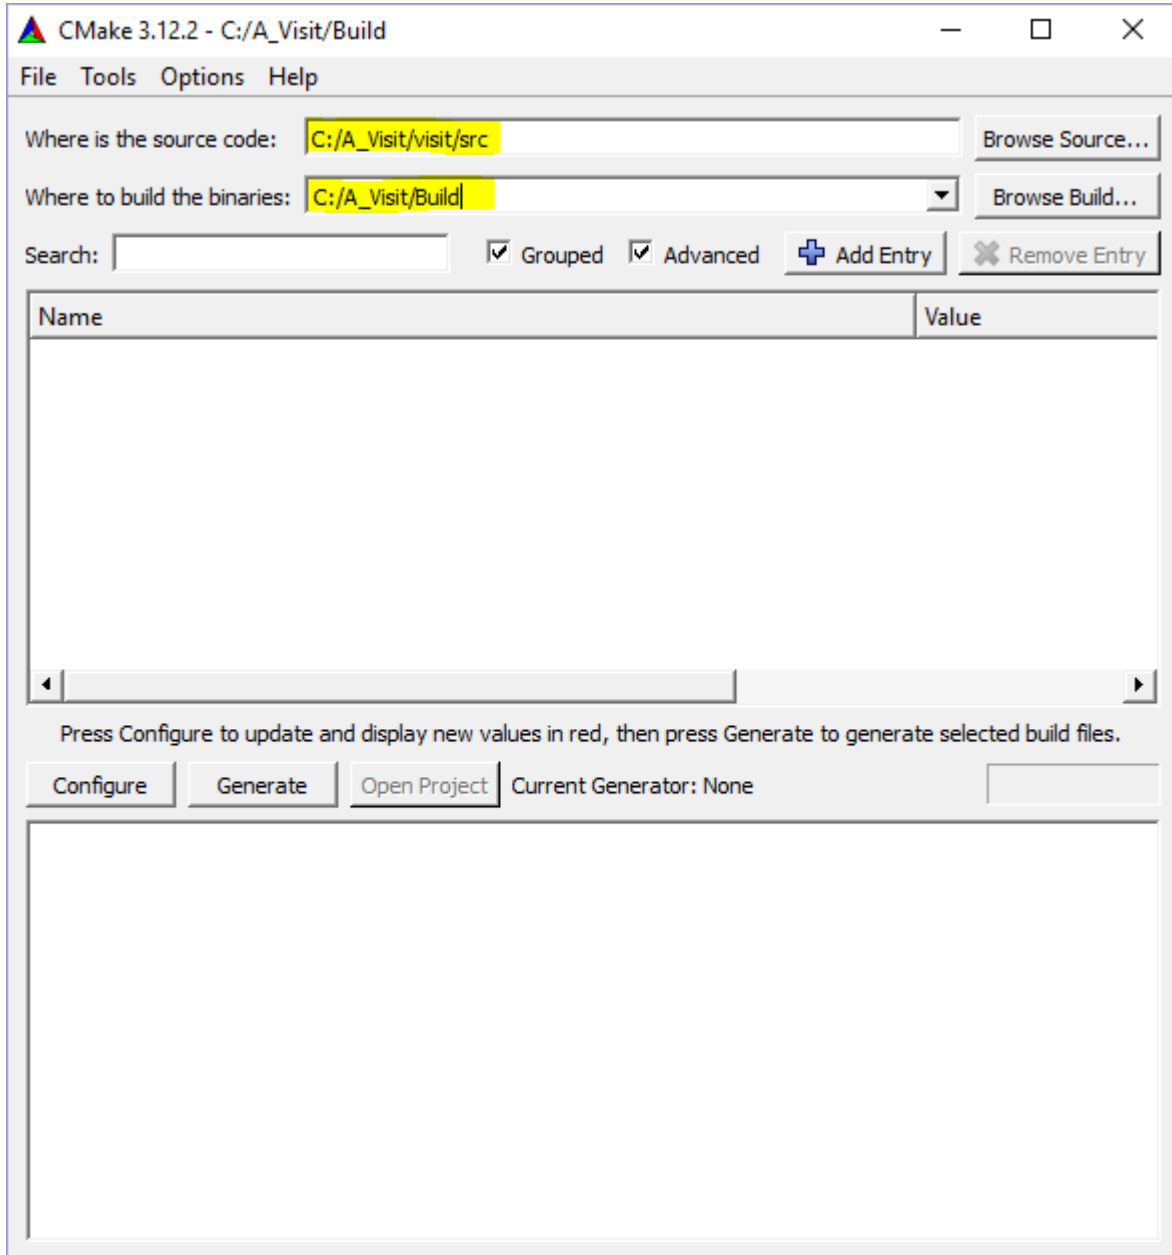 CMake 3.12.2 - C:/A_Visit/Build
File Tools Options Help
Where is the source code: C:/A_Visit/visit/src Browse Source...
Where to build the binaries: C:/A_Visit/Build Browse Build...
Search: Grouped Advanced Add Entry Remove Entry
Name Value
Press Configure to update and display new values in red, then press Generate to generate selected build files.
Configure Generate Open Project Current Generator: None